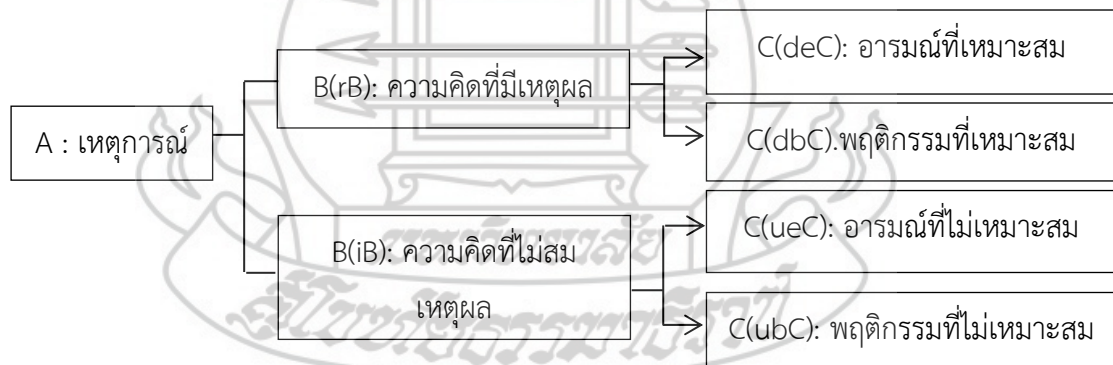 A : เหตุการณ์
B(rB): ความคิดที่มีเหตุผล
C(deC): อารมณ์ที่เหมาะสม
C(dbC).พฤติกรรมที่เหมาะสม
B(iB): ความคิดที่ไม่สม
เหตุผล
C(ueC): อารมณ์ที่ไม่เหมาะสม
C(ubC): พฤติกรรมที่ไม่เหมาะสม